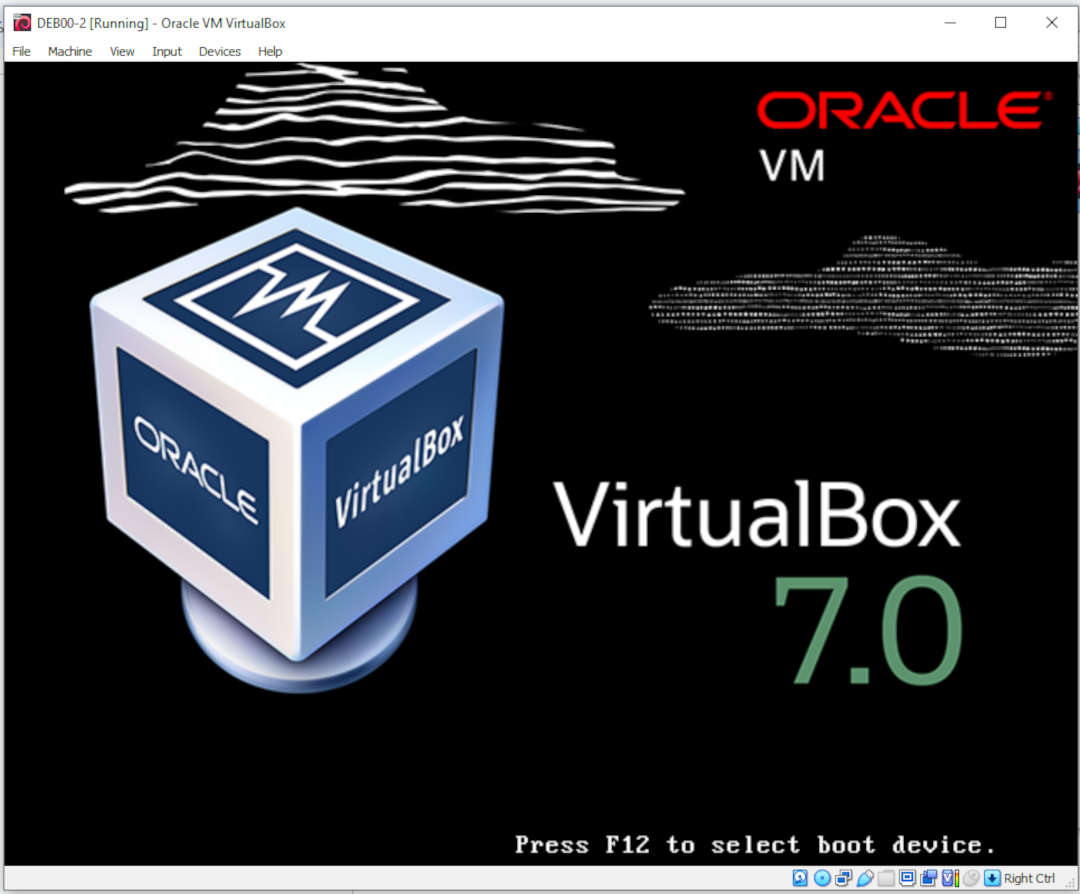 DEB00-2 [Running] - Oracle VM VirtualBox
File Machine View Input Devices Help
ORACLE®
VM
ORACLE
VirtualBox
VirtualBox
7.0
Press F12 to select boot device.
Right Ctrl